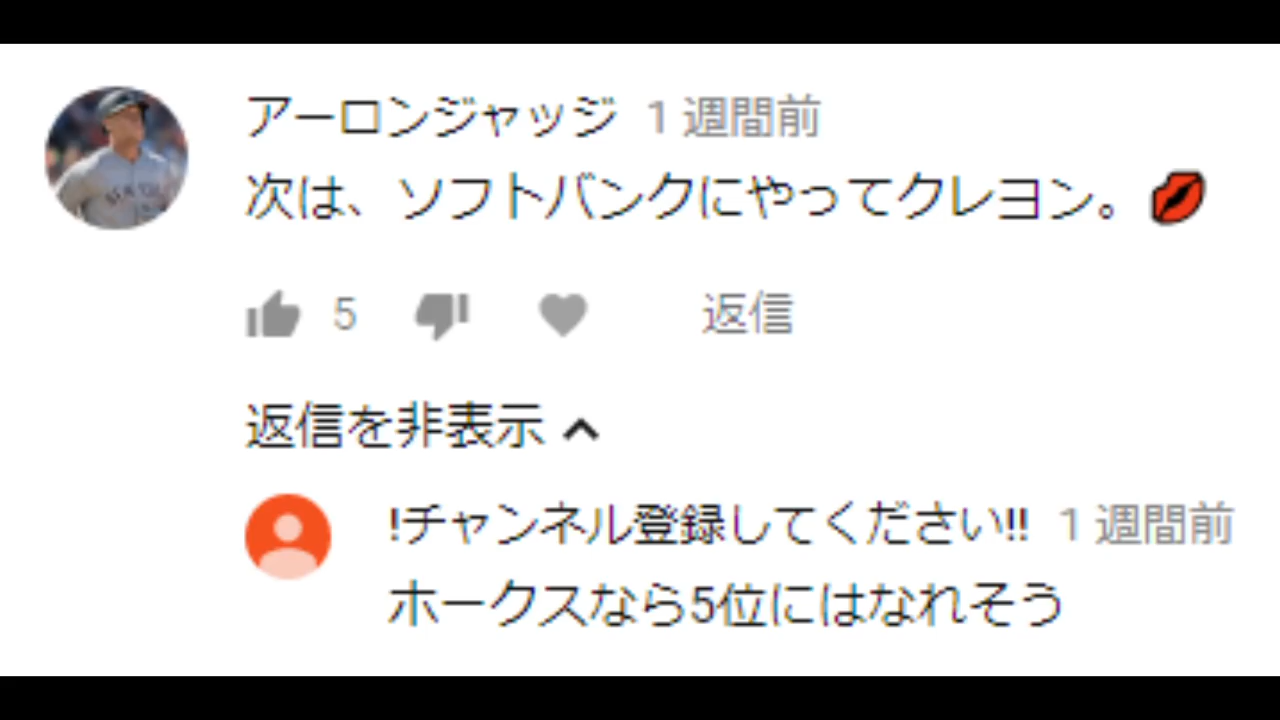 アーロンジャッジ 1 週間前
次は、ソフトバンクにやってクレヨン。💋
5 返信
返信を非表示
!チャンネル登録してください!! 1 週間前
ホークスなら5位にはなれそう